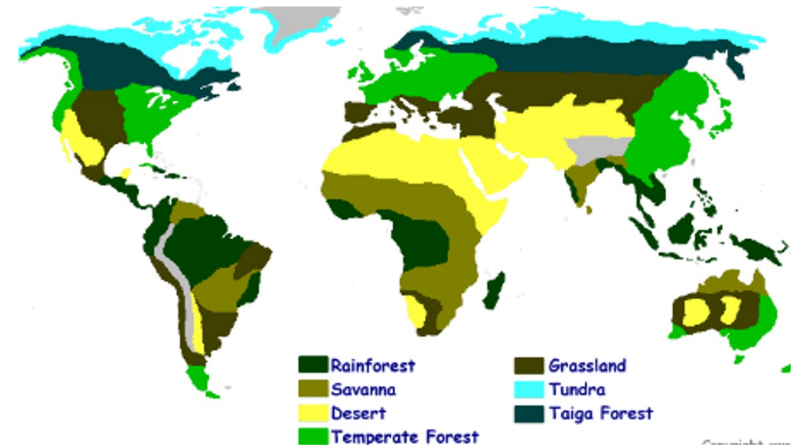 Rainforest
Savanna
Desert
Temperate Forest
Grassland
Tundra
Taiga Forest